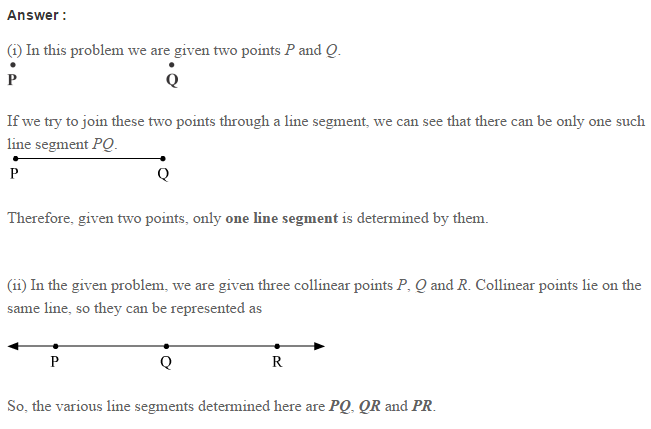 Answer :
(i) In this problem we are given two points P and Q.
P Q
If we try to join these two points through a line segment, we can see that there can be only one such
line segment PQ.
P Q
Therefore, given two points, only one line segment is determined by them.
(ii) In the given problem, we are given three collinear points P, Q and R. Collinear points lie on the
same line, so they can be represented as
P Q R
So, the various line segments determined here are PQ, QR and PR.